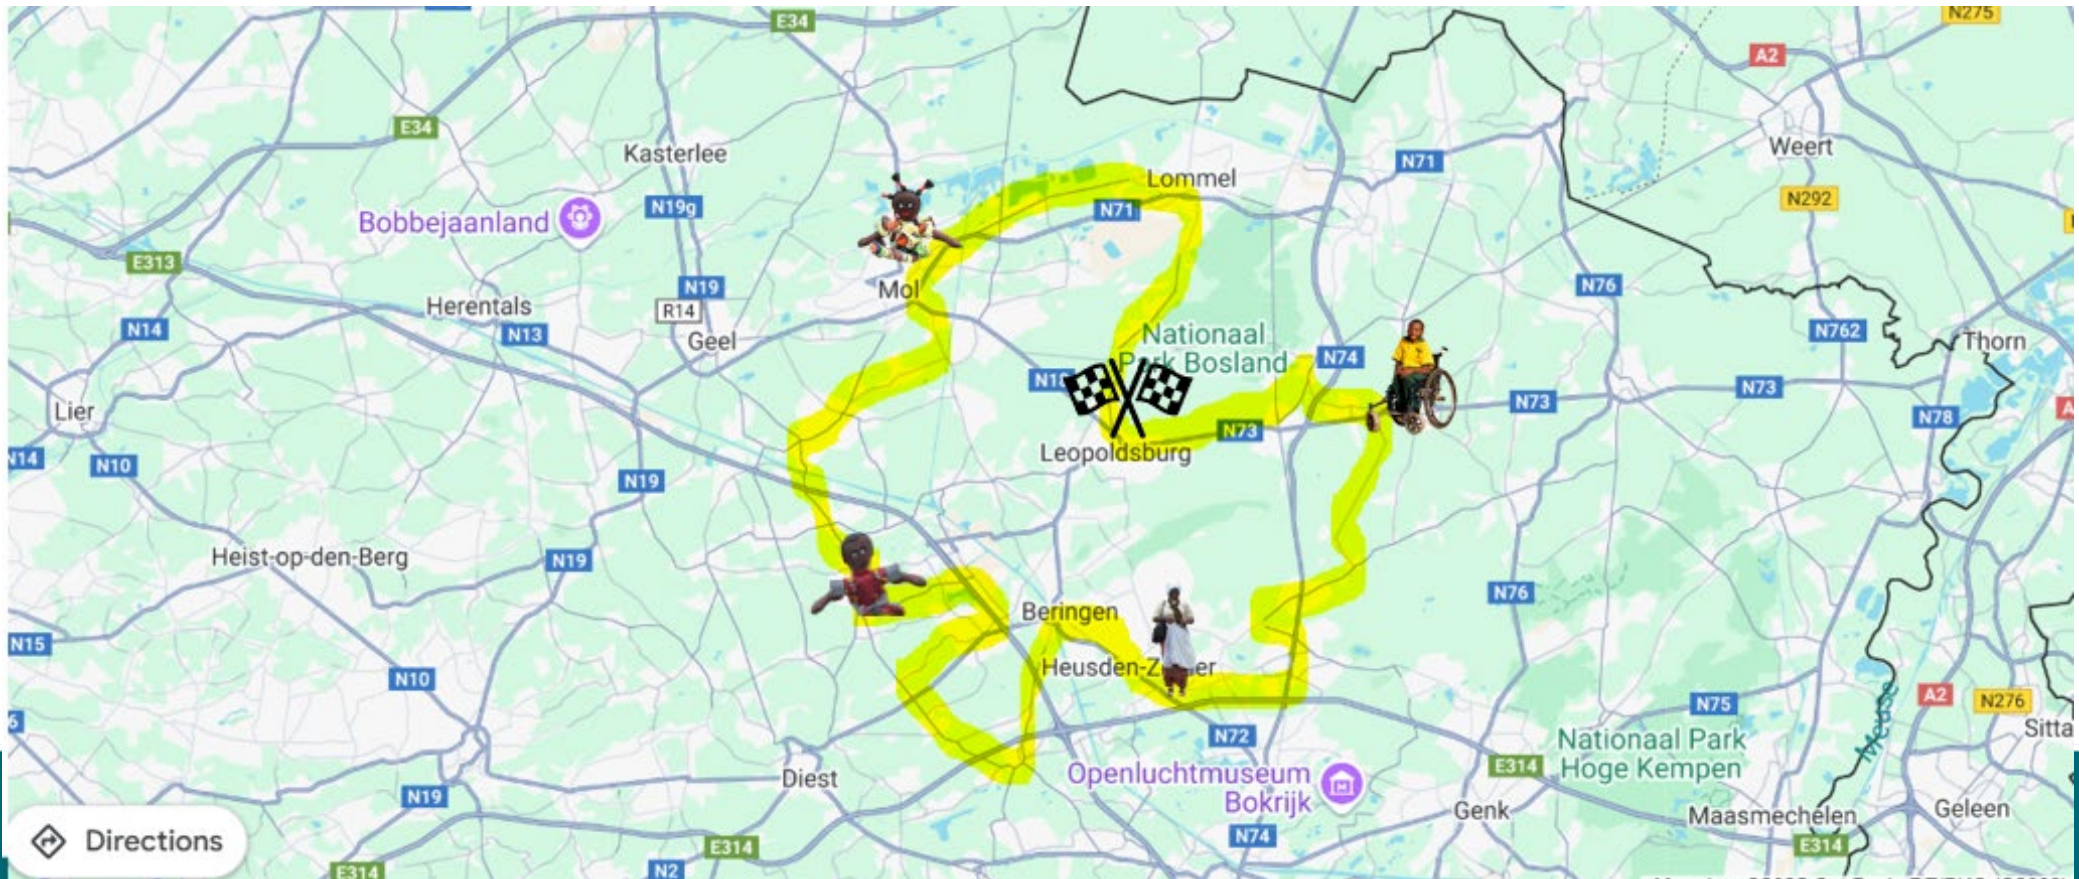 E34
N275
A2
E34
Kasterlee
Weert
N71
Lommel
N292
N19g
N71
Bobbejaanland
E313
N19
Mol
N76
Herentals
R14
N14
N13
Geel
Nationaal
Park Bosland
N762
Thorn
N74
N73
N73
Lier
N78
N73
Leopoldsburg
N14
N10
N19
Heist-op-den-Berg
N19
N76
Beringen
N15
Heusden-Z
er
N10
A2
N276
N75
Meuse
Nationaal Park
Hoge Kempen
N72
E314
Openluchtmuseum
Bokrijk
Diest
N19
Genk
Maasmechelen
Geleen
Directions
N74
E314
E314
E314
N2